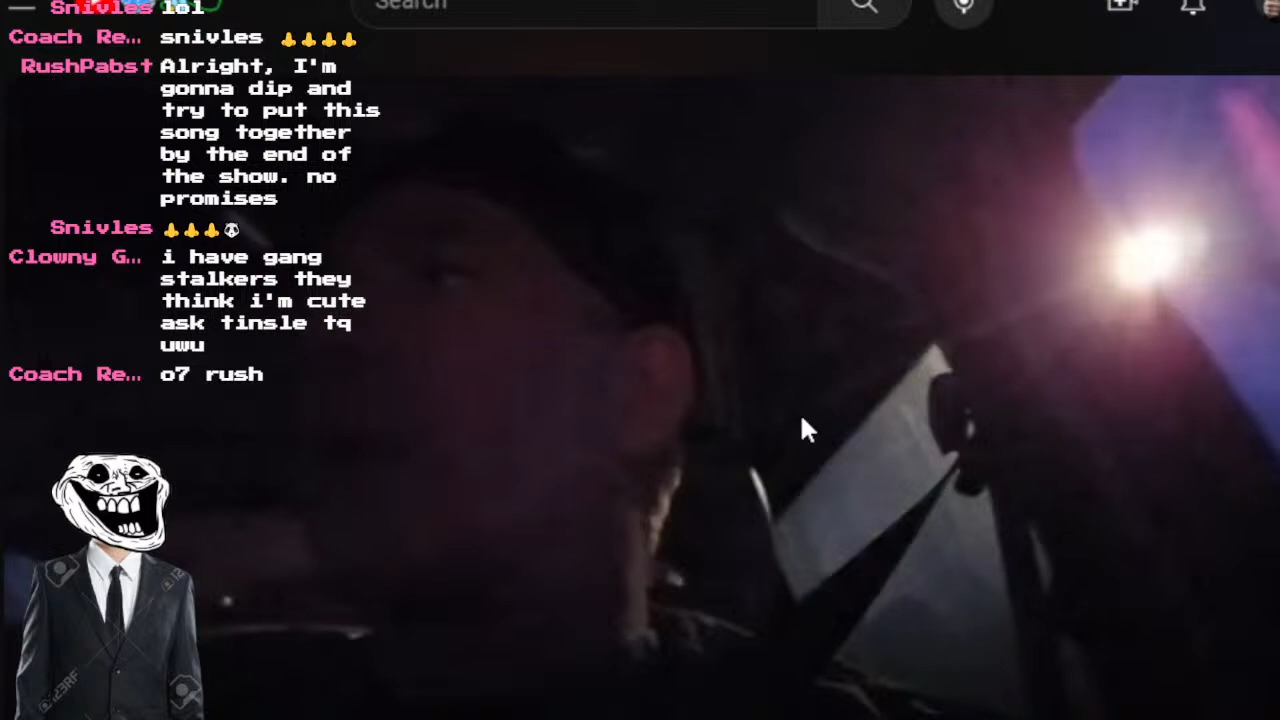 Search
Snivles lol
Coach Re... snivles
RushPabst Alright, I'm
gonna dip and
try to put this
song together
by the end of
the show. no
promises
Snivles
Clowny G... i have gang
stalkers they
think i'm cute
ask tinsle tq
uwu
Coach Re... o7 rush
123RF